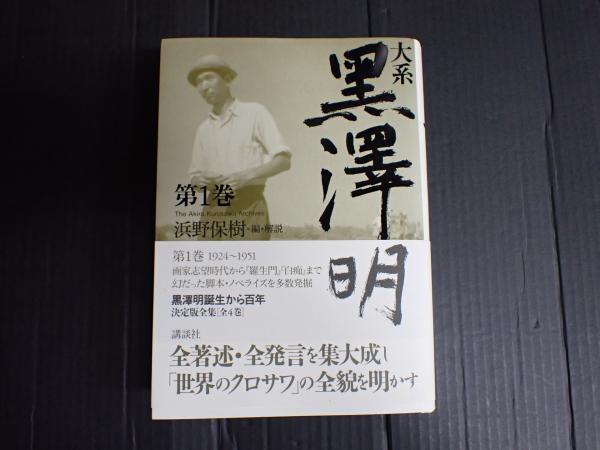 大系
黒澤明
第1巻
The Akira Kurosawa Archives
浜野保樹・編・解説
第1巻 1924〜1951
画家志望時代から『羅生門』『白痴』まで
幻だった脚本・ノベライズを多数発掘
黒澤明誕生から百年
決定版全集[全4巻]
講談社
全著述・全発言を集大成し
「世界のクロサワ」の全貌を明かす